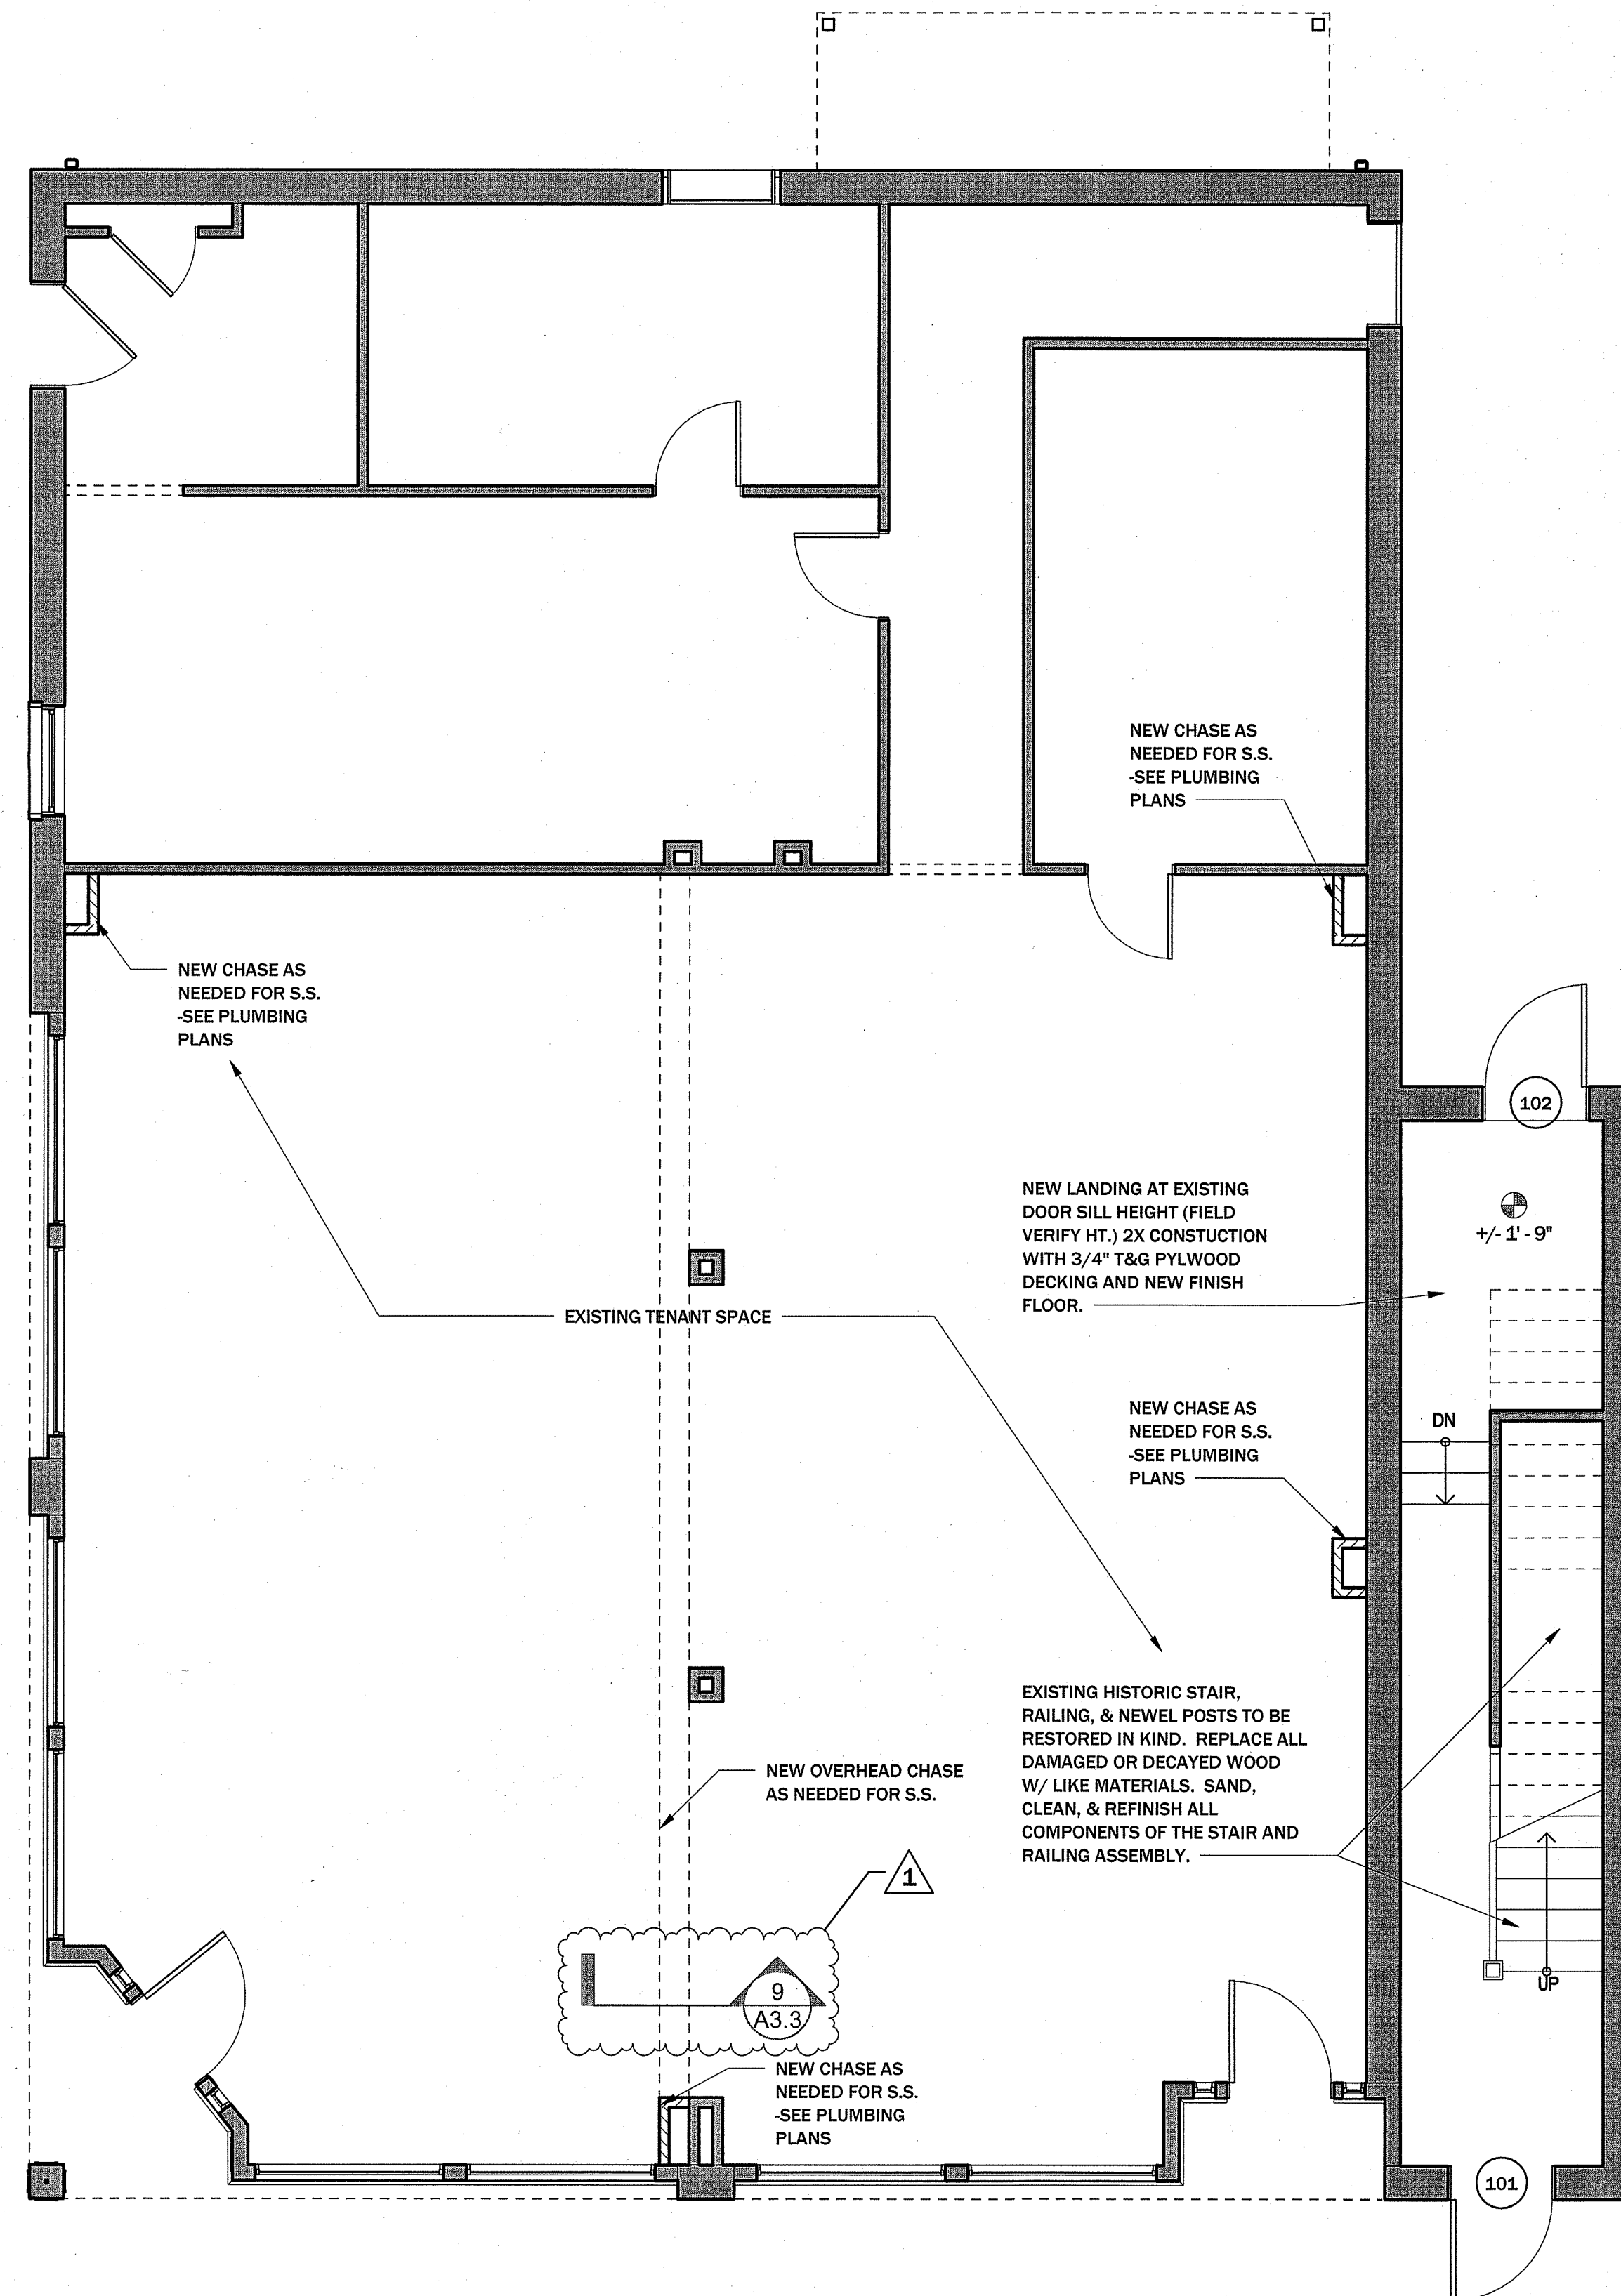 NEW CHASE AS
NEEDED FOR S.S.
-SEE PLUMBING
PLANS
NEW CHASE AS
NEEDED FOR S.S.
-SEE PLUMBING
PLANS
102
NEW LANDING AT EXISTING
DOOR SILL HEIGHT (FIELD
VERIFY HT.) 2X CONSTUCTION
WITH 3/4" T&G PYLWOOD
DECKING AND NEW FINISH
FLOOR.
+/- 1' - 9"
EXISTING TENANT SPACE
NEW CHASE AS
NEEDED FOR S.S.
-SEE PLUMBING
PLANS
DN
EXISTING HISTORIC STAIR,
RAILING, & NEWEL POSTS TO BE
RESTORED IN KIND. REPLACE ALL
DAMAGED OR DECAYED WOOD
W/ LIKE MATERIALS. SAND,
CLEAN, & REFINISH ALL
COMPONENTS OF THE STAIR AND
RAILING ASSEMBLY.
NEW OVERHEAD CHASE
AS NEEDED FOR S.S.
1
9
A3.3
UP
NEW CHASE AS
NEEDED FOR S.S.
-SEE PLUMBING
PLANS
101